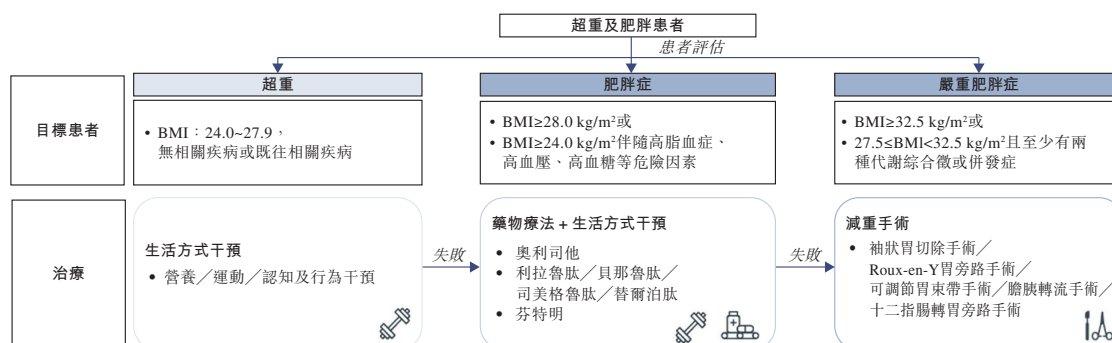 超重及肥胖患者
患者評估
超重
肥胖症
嚴重肥胖症
目標患者
• BMI：24.0~27.9，
無相關疾病或既往相關疾病
• BMI≥28.0 kg/m²或
• BMI≥24.0 kg/m²伴隨高脂血症、
高血壓、高血糖等危險因素
• BMI≥32.5 kg/m²或
• 27.5≤BMI<32.5 kg/m²且至少有兩
種代謝綜合徵或併發症
治療
生活方式干預
• 營養╱運動╱認知及行為干預
失敗
藥物療法 + 生活方式干預
• 奧利司他
• 利拉魯肽╱貝那魯肽╱
司美格魯肽╱替爾泊肽
• 芬特明
失敗
減重手術
• 袖狀胃切除手術╱
Roux-en-Y胃旁路手術╱
可調節胃束帶手術╱膽胰轉流手術╱
十二指腸轉胃旁路手術